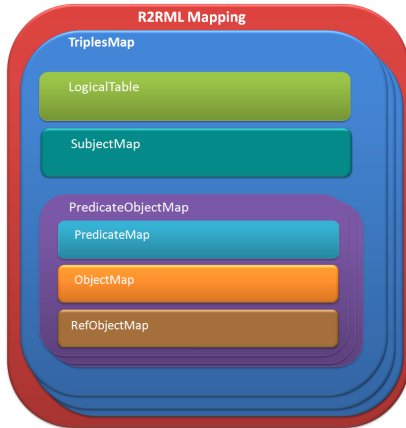 R2RML Mapping
TriplesMap
LogicalTable
SubjectMap
PredicateObjectMap
PredicateMap
ObjectMap
RefObjectMap